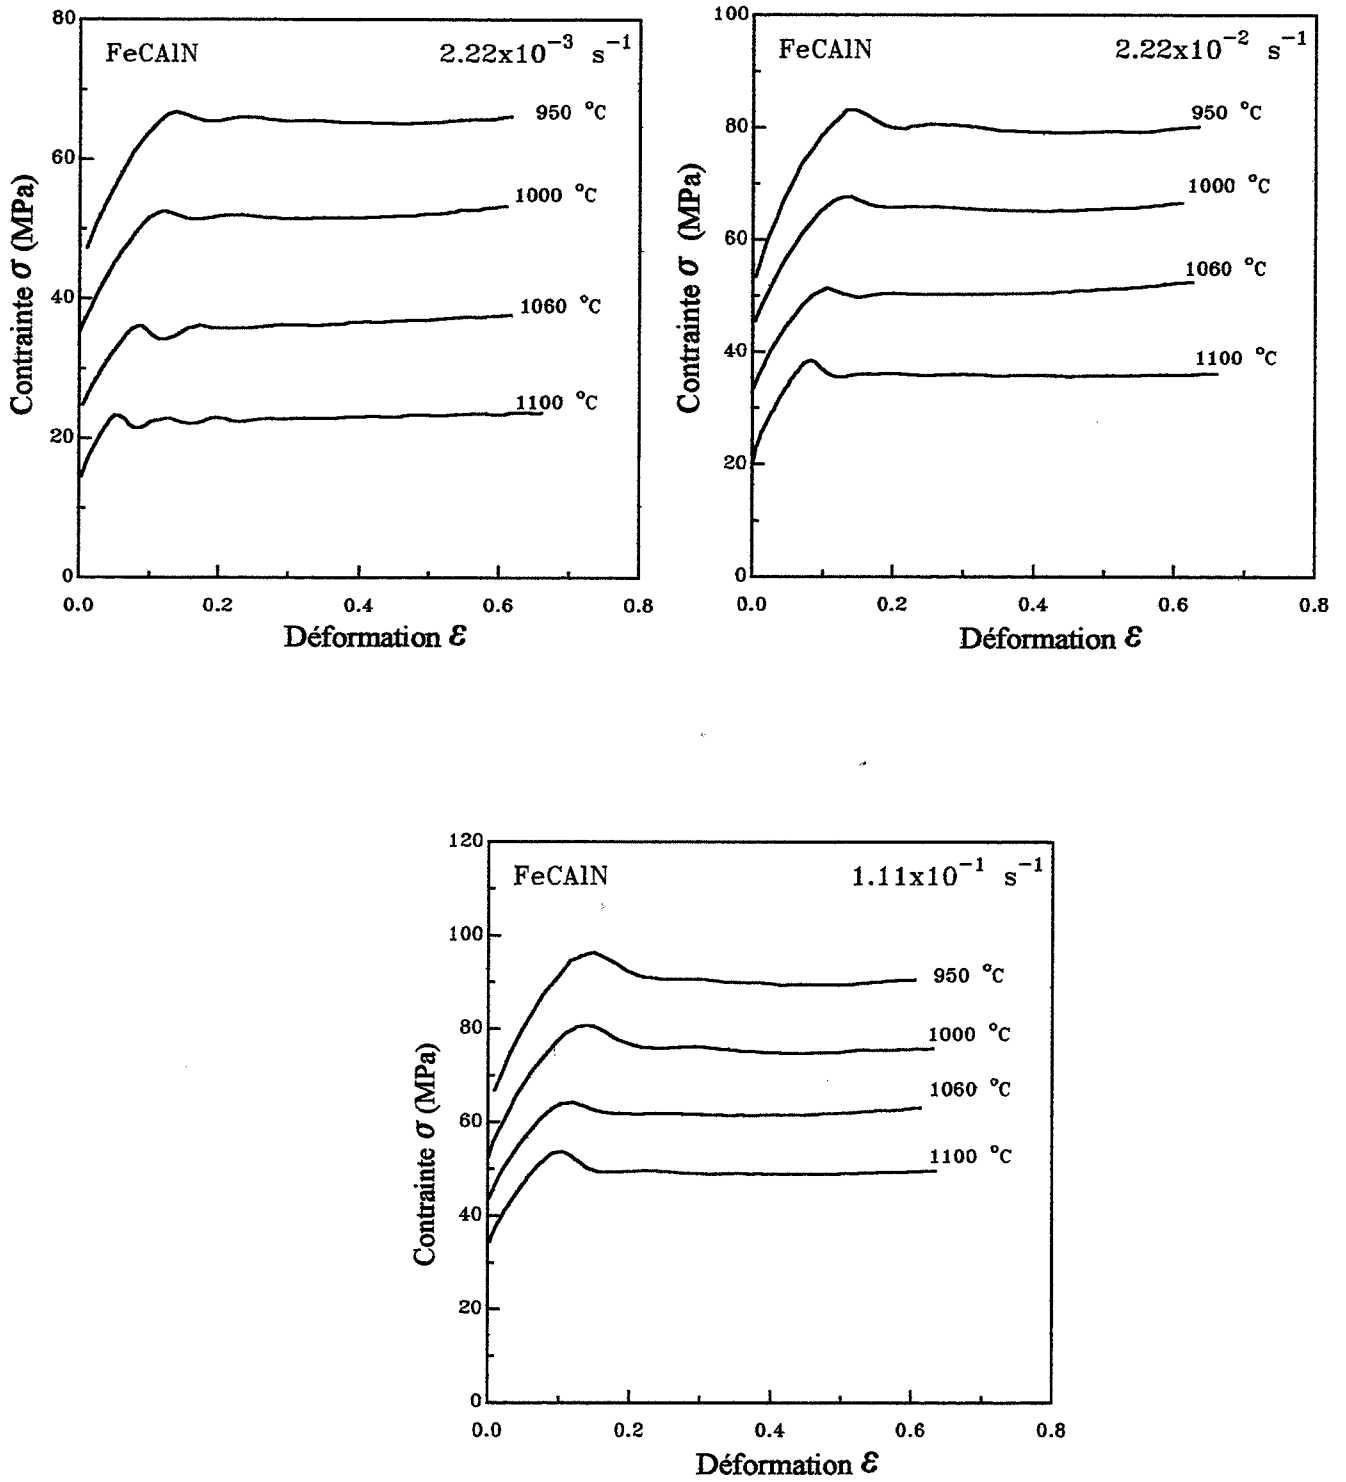 FeCAlN 2.22x10⁻³ s⁻¹
80
60
40
20
0
950 °C
1000 °C
1060 °C
1100 °C
0.0 0.2 0.4 0.6 0.8
Contrainte σ (MPa)
Déformation ε
FeCAlN 2.22x10⁻² s⁻¹
100
80
60
40
20
0
950 °C
1000 °C
1060 °C
1100 °C
0.0 0.2 0.4 0.6 0.8
Contrainte σ (MPa)
Déformation ε
FeCAlN 1.11x10⁻¹ s⁻¹
120
100
80
60
40
20
0
950 °C
1000 °C
1060 °C
1100 °C
0.0 0.2 0.4 0.6 0.8
Contrainte σ (MPa)
Déformation ε